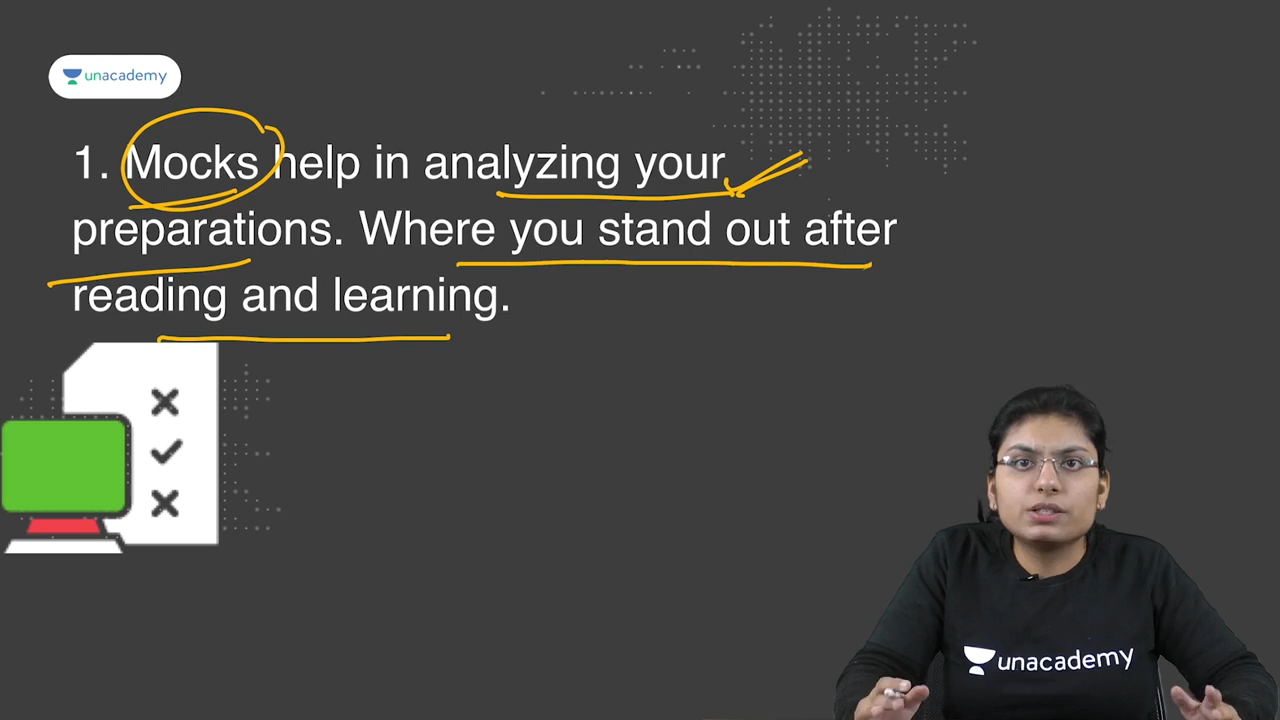 unacademy
1. Mocks help in analyzing your
preparations. Where you stand out after
reading and learning.
unacademy